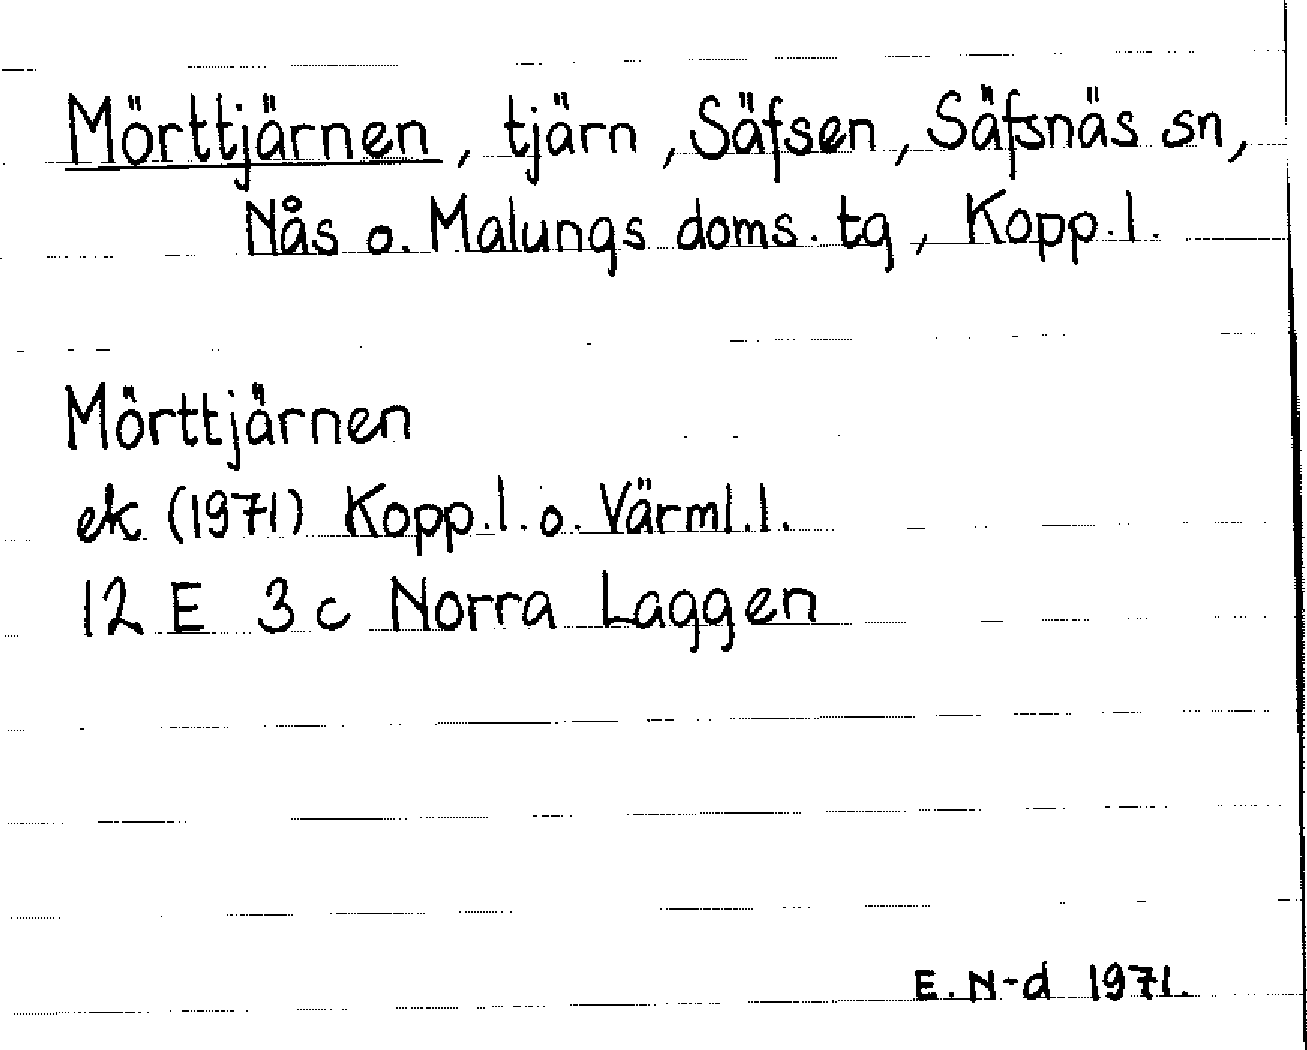 Mörttjärnen, tjärn, Säfsen, Säfsnäs sn,
Nås o. Malungs doms. tg, Kopp.l.
Mörttjärnen
ek (1971) Kopp.l. o. Värml.l.
12 E 3 c Norra Laggen
E. N-d 1971.